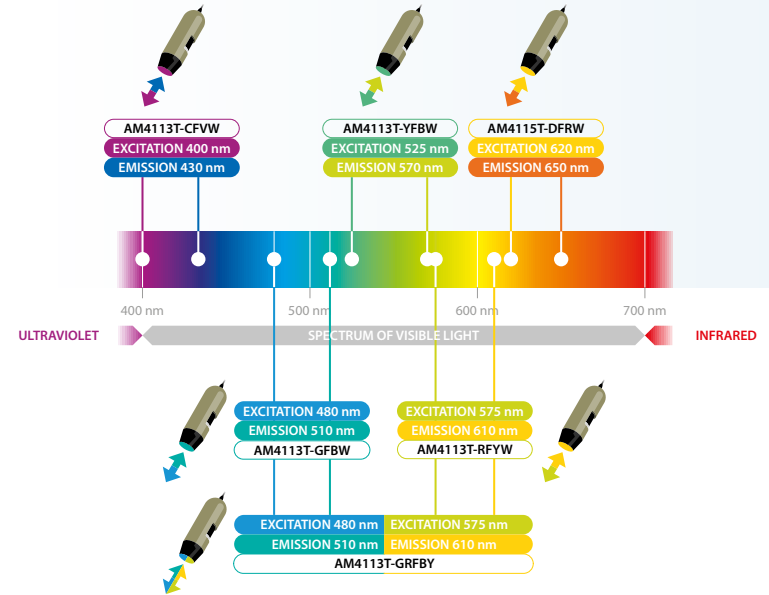 AM4113T-CFVW
EXCITATION 400 nm
EMISSION 430 nm
AM4113T-YFBW
EXCITATION 525 nm
EMISSION 570 nm
AM4115T-DFRW
EXCITATION 620 nm
EMISSION 650 nm
400 nm
500 nm
600 nm
700 nm
ULTRAVIOLET
SPECTRUM OF VISIBLE LIGHT
INFRARED
EXCITATION 480 nm
EMISSION 510 nm
AM4113T-GFBW
EXCITATION 575 nm
EMISSION 610 nm
AM4113T-RFYW
EXCITATION 480 nm EXCITATION 575 nm
EMISSION 510 nm EMISSION 610 nm
AM4113T-GRFBY